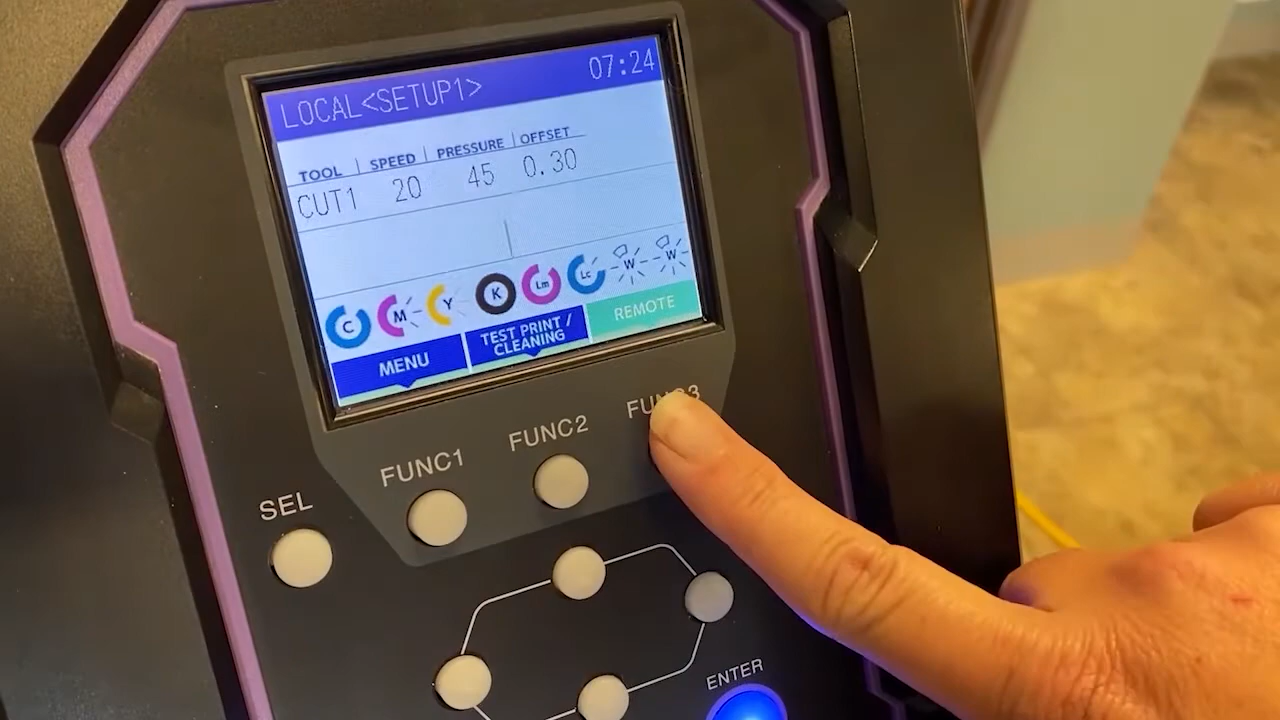 LOCAL<SETUP1> 07:24
TOOL | SPEED | PRESSURE | OFFSET
CUT1 20 45 0.30
C M Y K Lm Lc W W
MENU
TEST PRINT /
CLEANING
REMOTE
FUNC1 FUNC2 FUNC3
SEL
ENTER